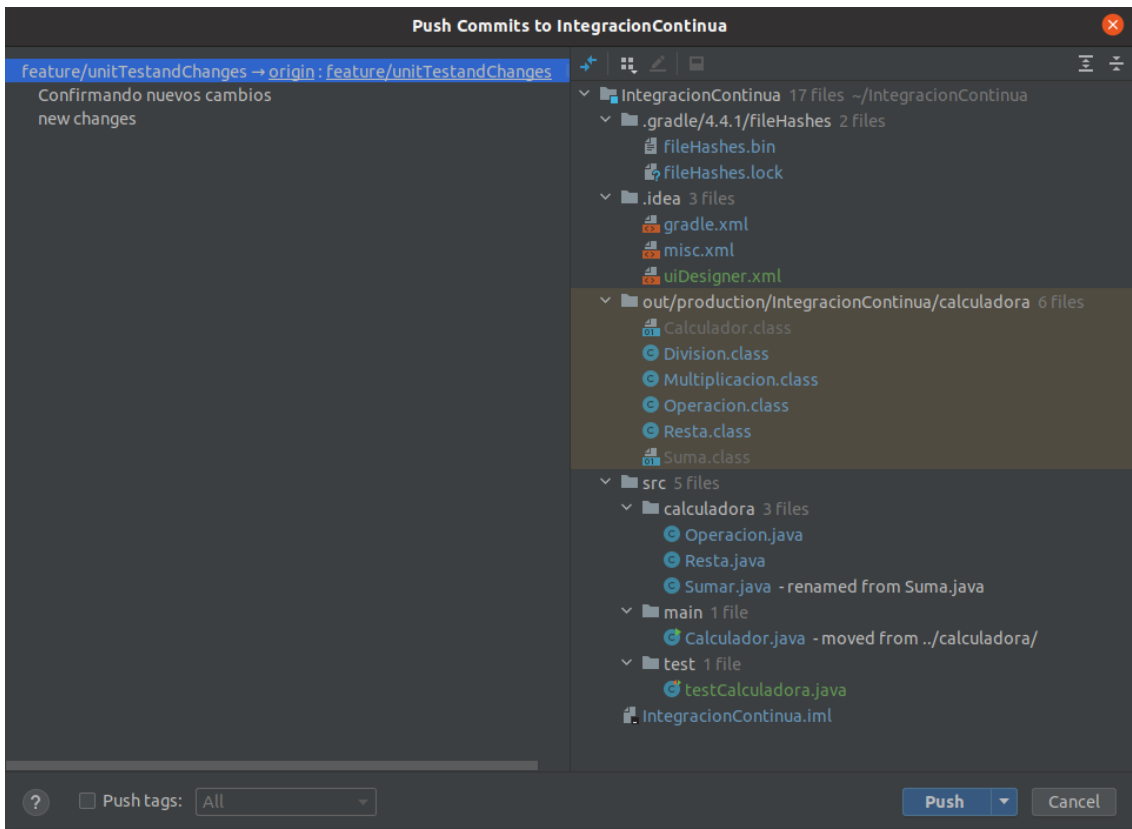 Push Commits to IntegracionContinua
feature/unitTestandChanges → origin : feature/unitTestandChanges
Confirmando nuevos cambios
new changes
IntegracionContinua 17 files ~/IntegracionContinua
.gradle/4.4.1/fileHashes 2 files
fileHashes.bin
fileHashes.lock
.idea 3 files
gradle.xml
misc.xml
uiDesigner.xml
out/production/IntegracionContinua/calculadora 6 files
Calculador.class
Division.class
Multiplicacion.class
Operacion.class
Resta.class
Suma.class
src 5 files
calculadora 3 files
Operacion.java
Resta.java
Sumar.java - renamed from Suma.java
main 1 file
Calculador.java - moved from ../calculadora/
test 1 file
testCalculadora.java
IntegracionContinua.iml
? Push tags: All Push Cancel